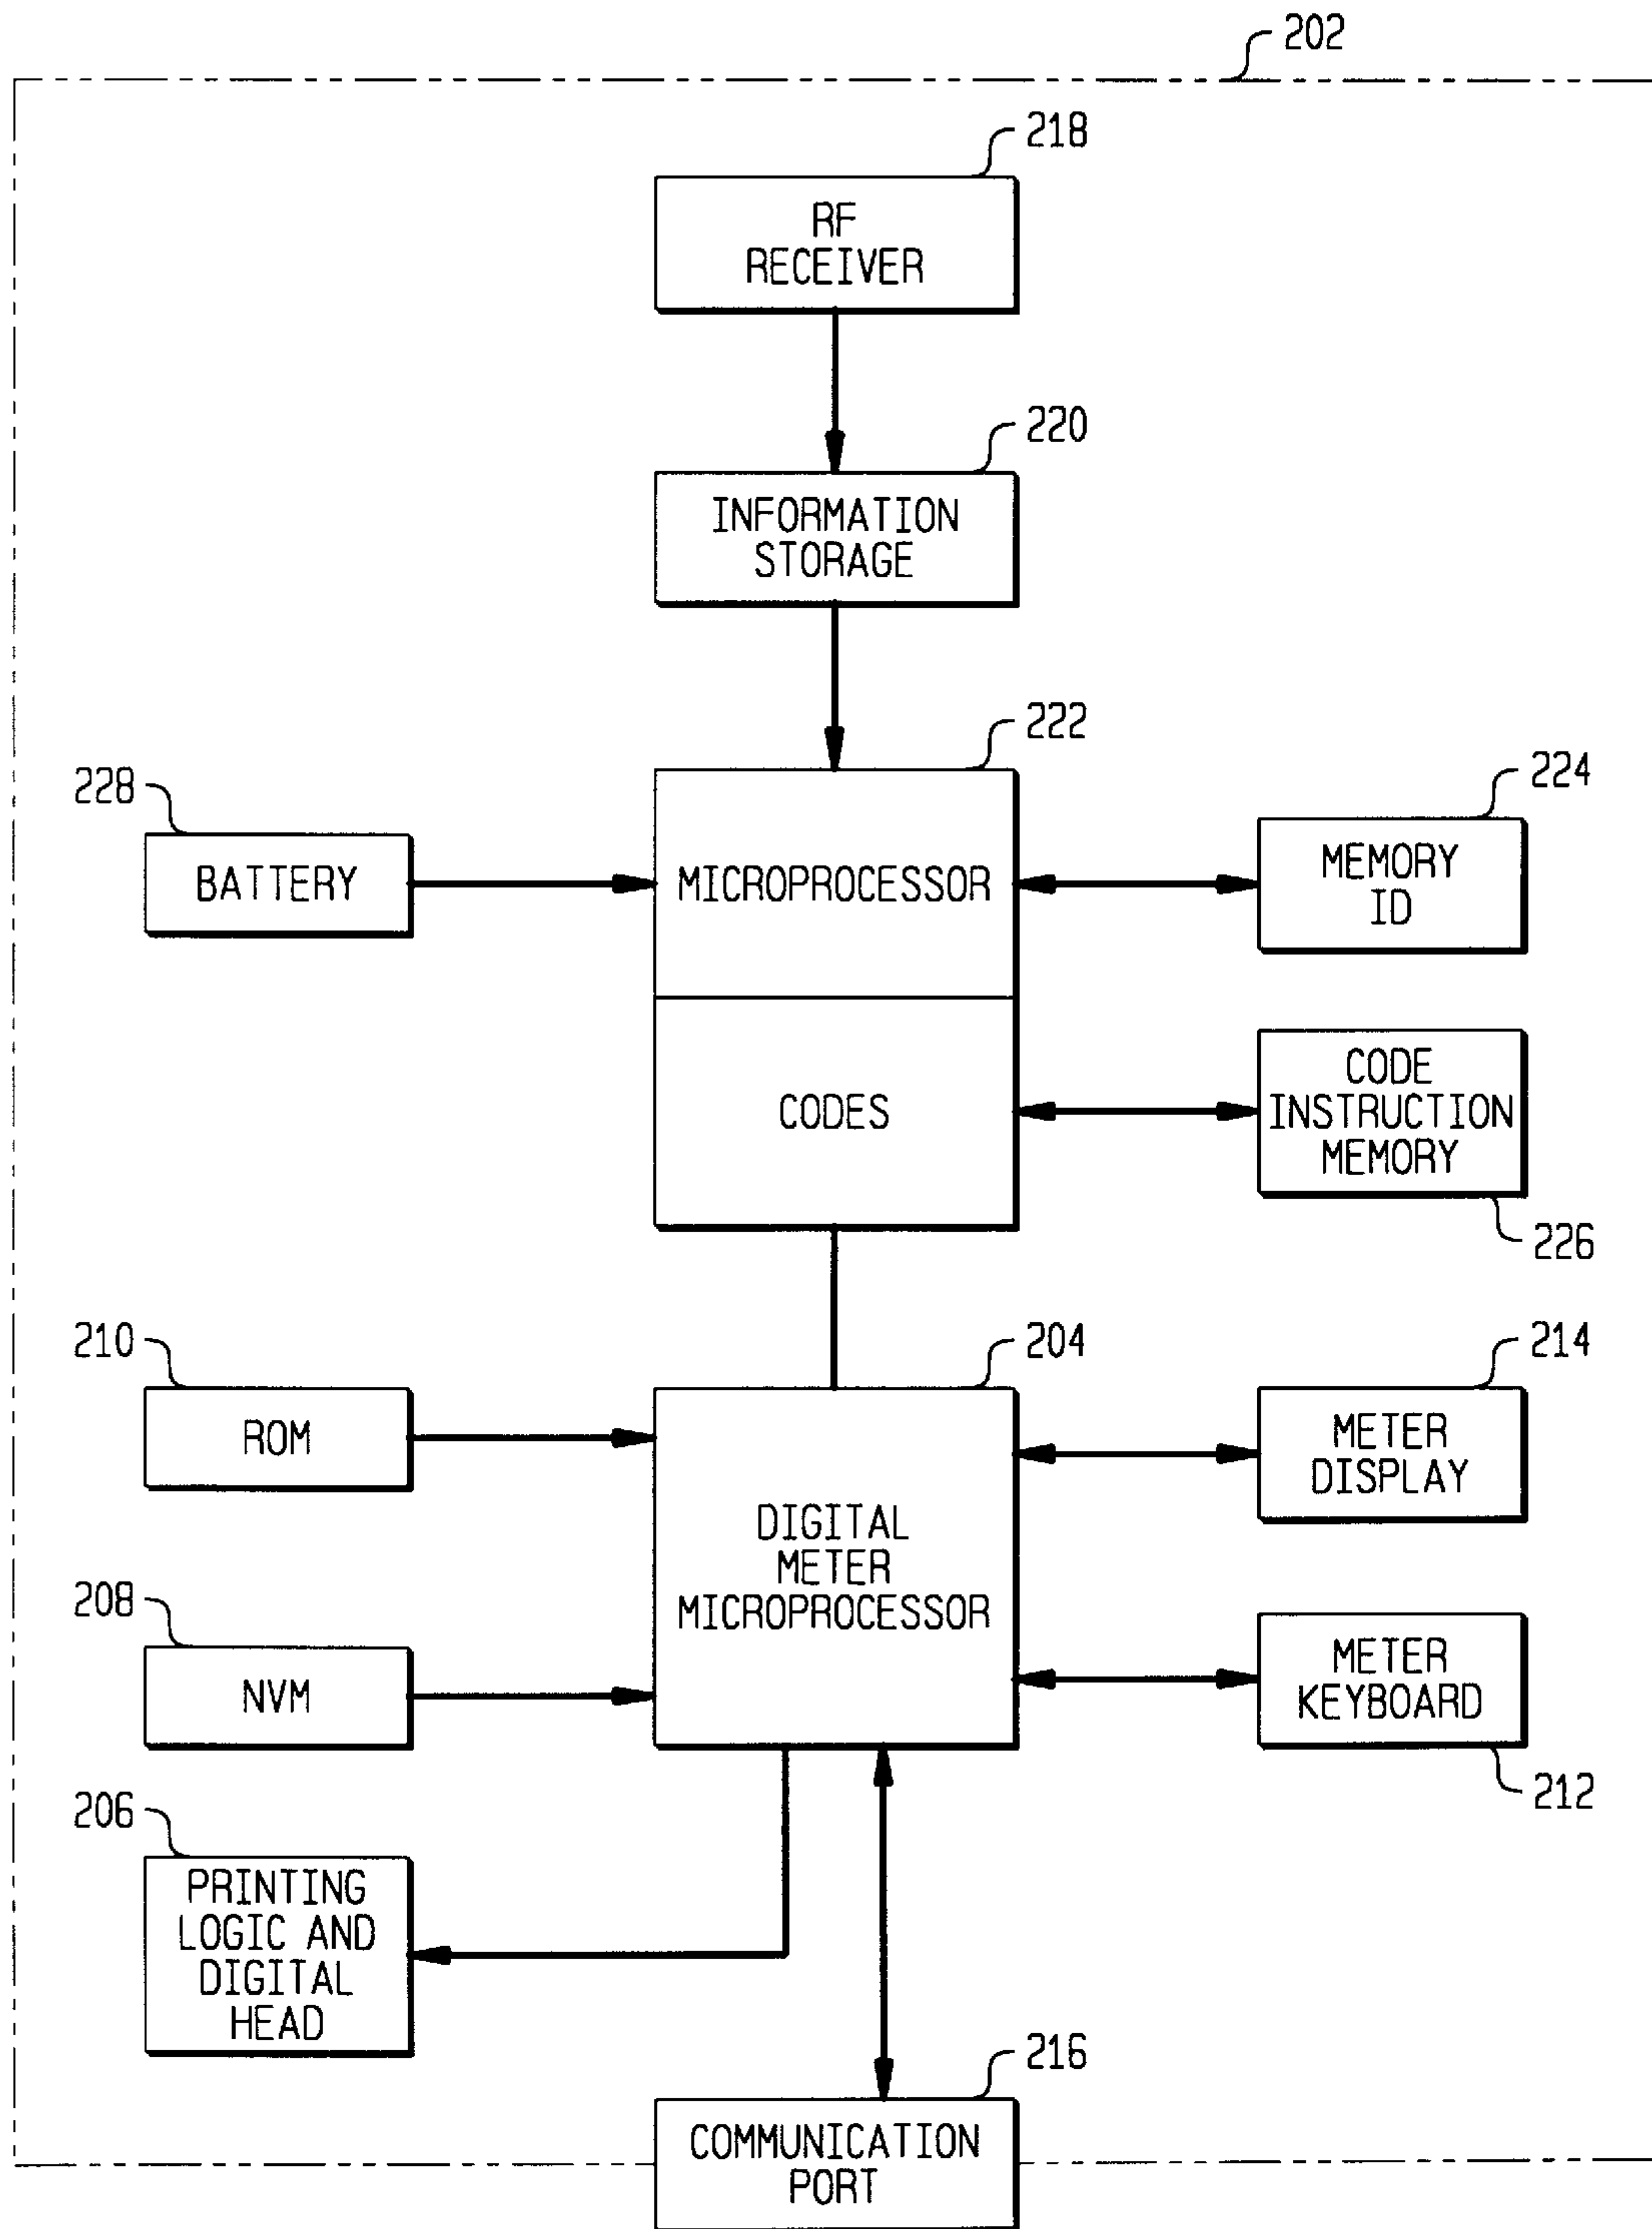 202
218
RF
RECEIVER
220
INFORMATION
STORAGE
222
228
224
BATTERY
MICROPROCESSOR
MEMORY
ID
CODES
CODE
INSTRUCTION
MEMORY
226
210
204
214
ROM
METER
DISPLAY
DIGITAL
METER
MICROPROCESSOR
208
NVM
METER
KEYBOARD
212
206
PRINTING
LOGIC AND
DIGITAL
HEAD
216
COMMUNICATION
PORT